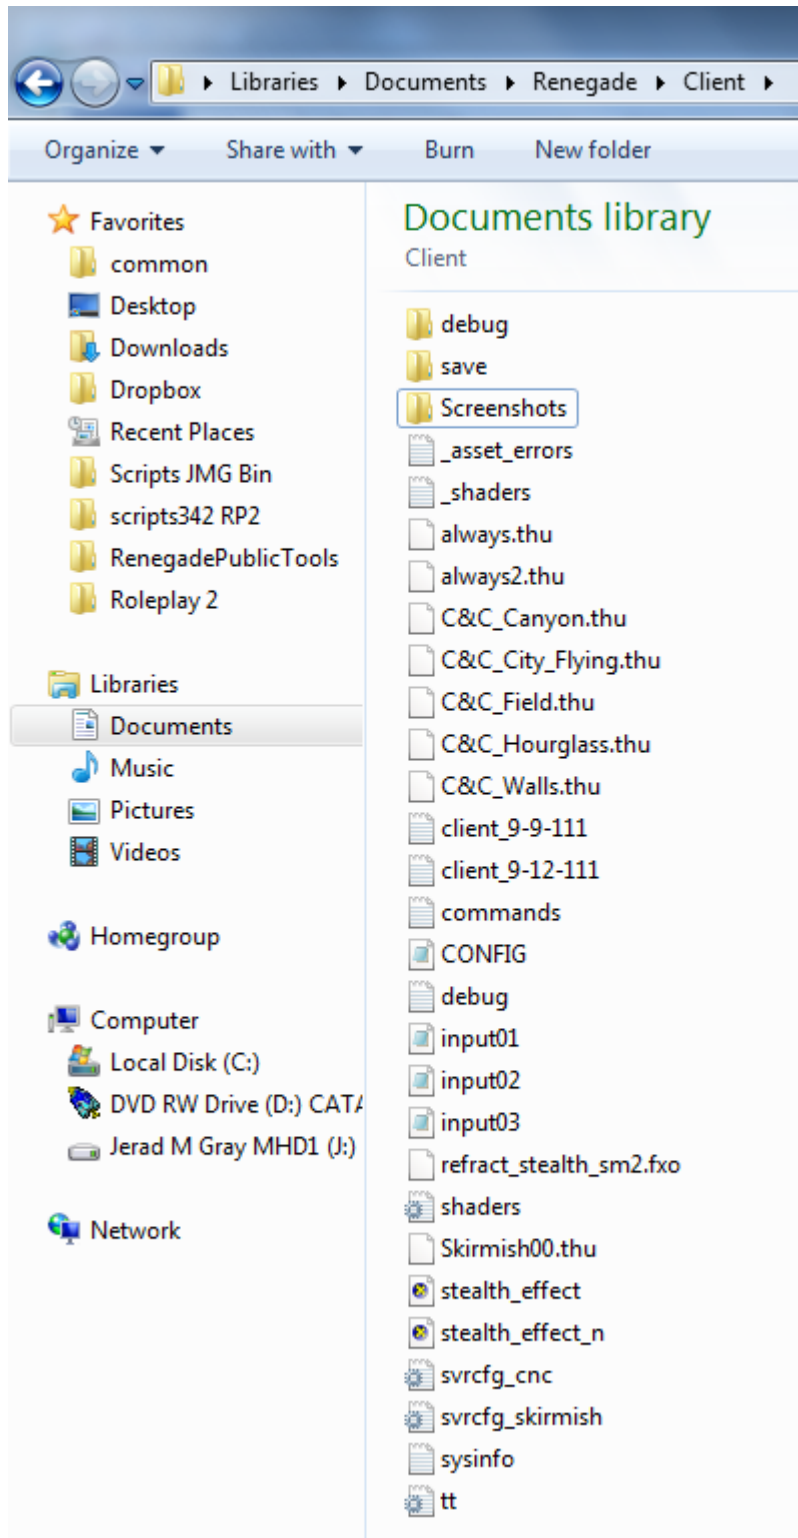 Libraries Documents Renegade Client
Organize Share with Burn New folder
Favorites
common
Desktop
Downloads
Dropbox
Recent Places
Scripts JMG Bin
scripts342 RP2
RenegadePublicTools
Roleplay 2
Libraries
Documents
Music
Pictures
Videos
Homegroup
Computer
Local Disk (C:)
DVD RW Drive (D:) CATA
Jerad M Gray MHD1 (J:)
Network
Documents library
Client
debug
save
Screenshots
_asset_errors
_shaders
always.thu
always2.thu
C&C_Canyon.thu
C&C_City_Flying.thu
C&C_Field.thu
C&C_Hourglass.thu
C&C_Walls.thu
client_9-9-111
client_9-12-111
commands
CONFIG
debug
input01
input02
input03
refract_stealth_sm2.fxo
shaders
Skirmish00.thu
stealth_effect
stealth_effect_n
svrcfg_cnc
svrcfg_skirmish
sysinfo
tt